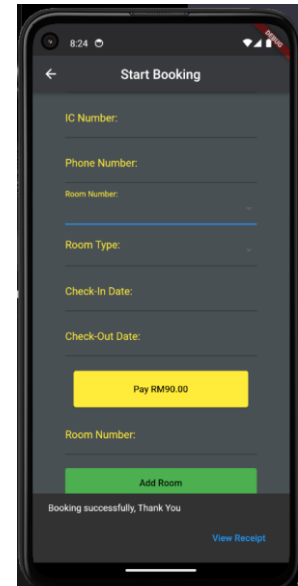 8:24
DEBUG
Start Booking
IC Number:
Phone Number:
Room Number:
Room Type:
Check-In Date:
Check-Out Date:
Pay RM90.00
Room Number:
Add Room
Booking successfully, Thank You
View Receipt